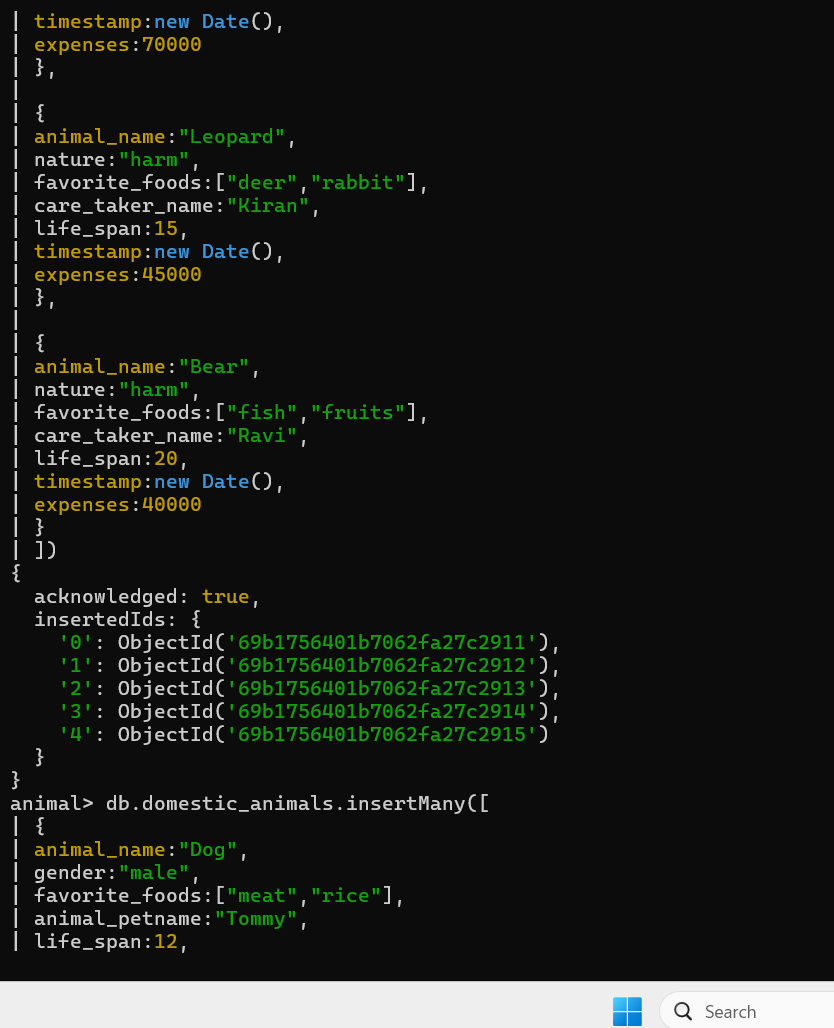 | timestamp:new Date(),
| expenses:70000
| },
|
| {
| animal_name:"Leopard",
| nature:"harm",
| favorite_foods:["deer","rabbit"],
| care_taker_name:"Kiran",
| life_span:15,
| timestamp:new Date(),
| expenses:45000
| },
|
| {
| animal_name:"Bear",
| nature:"harm",
| favorite_foods:["fish","fruits"],
| care_taker_name:"Ravi",
| life_span:20,
| timestamp:new Date(),
| expenses:40000
| }
| ])
{
  acknowledged: true,
  insertedIds: {
    '0': ObjectId('69b1756401b7062fa27c2911'),
    '1': ObjectId('69b1756401b7062fa27c2912'),
    '2': ObjectId('69b1756401b7062fa27c2913'),
    '3': ObjectId('69b1756401b7062fa27c2914'),
    '4': ObjectId('69b1756401b7062fa27c2915')
  }
}
animal> db.domestic_animals.insertMany([
| {
| animal_name:"Dog",
| gender:"male",
| favorite_foods:["meat","rice"],
| animal_petname:"Tommy",
| life_span:12,
Search